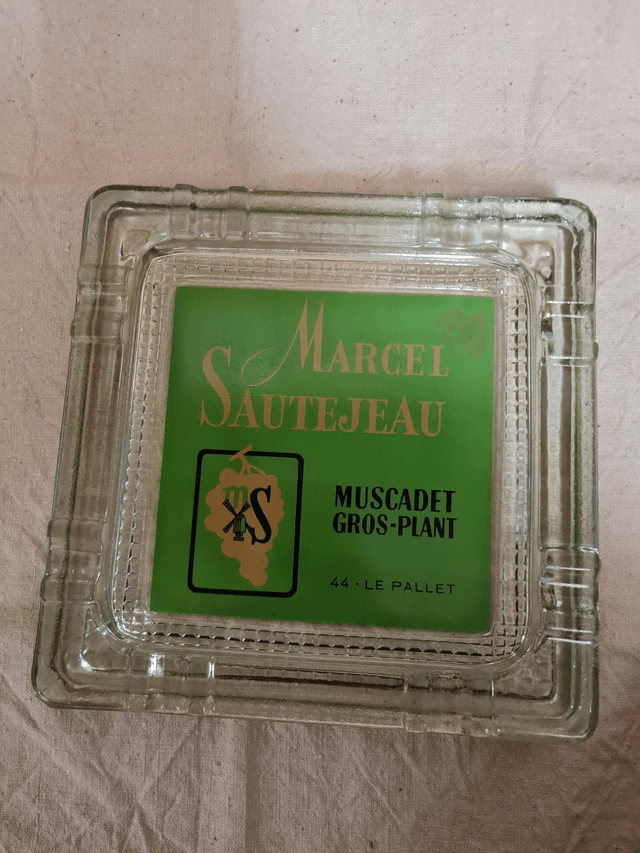 MARCEL
SAUTEJEAU
mS
MUSCADET
GROS-PLANT
44 - LE PALLET